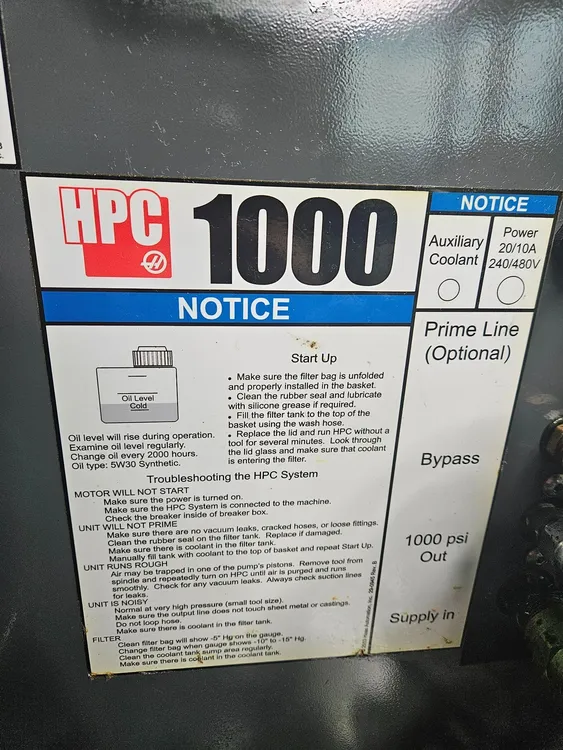 HPC
1000
NOTICE
NOTICE
Auxiliary
Coolant
Power
20/10A
240/480V
Oil Level
Cold
Oil level will rise during operation.
Examine oil level regularly.
Change oil every 2000 hours.
Oil type: 5W30 Synthetic.
Start Up
• Make sure the filter bag is unfolded
and properly installed in the basket.
• Clean the rubber seal and lubricate
with silicone grease if required.
• Fill the filter tank to the top of the
basket using the wash hose.
• Replace the lid and run HPC without a
tool for several minutes. Look through
the lid glass and make sure that coolant
is entering the filter.
Troubleshooting the HPC System
MOTOR WILL NOT START
Make sure the power is turned on.
Make sure the HPC System is connected to the machine.
Check the breaker inside of breaker box.
UNIT WILL NOT PRIME
Make sure there are no vacuum leaks, cracked hoses, or loose fittings.
Clean the rubber seal on the filter tank. Replace if damaged.
Make sure there is coolant in the filter tank.
Manually fill tank with coolant to the top of basket and repeat Start Up.
UNIT RUNS ROUGH
Air may be trapped in one of the pump's pistons. Remove tool from
spindle and repeatedly turn on HPC until air is purged and runs
smoothly. Check for any vacuum leaks. Always check suction lines
for leaks.
UNIT IS NOISY
Normal at very high pressure (small tool size).
Make sure the output line does not touch sheet metal or castings.
Do not loop hose.
Make sure there is coolant in the filter tank.
FILTER
Clean filter bag will show -5" Hg on the gauge.
Change filter bag when gauge shows -10" to -15" Hg.
Clean the coolant tank sump area regularly.
Make sure there is coolant in the coolant tank.
Prime Line
(Optional)
Bypass
1000 psi
Out
Supply in